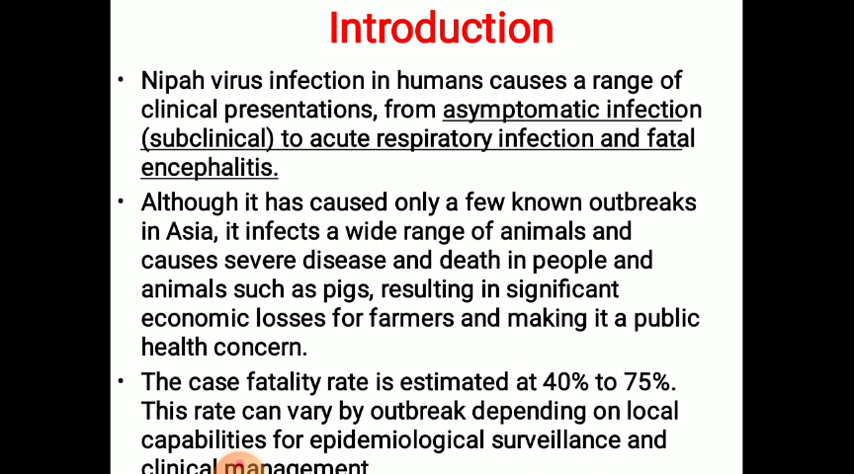 Introduction
• Nipah virus infection in humans causes a range of
clinical presentations, from asymptomatic infection
(subclinical) to acute respiratory infection and fatal
encephalitis.
• Although it has caused only a few known outbreaks
in Asia, it infects a wide range of animals and
causes severe disease and death in people and
animals such as pigs, resulting in significant
economic losses for farmers and making it a public
health concern.
• The case fatality rate is estimated at 40% to 75%.
This rate can vary by outbreak depending on local
capabilities for epidemiological surveillance and
clinical management